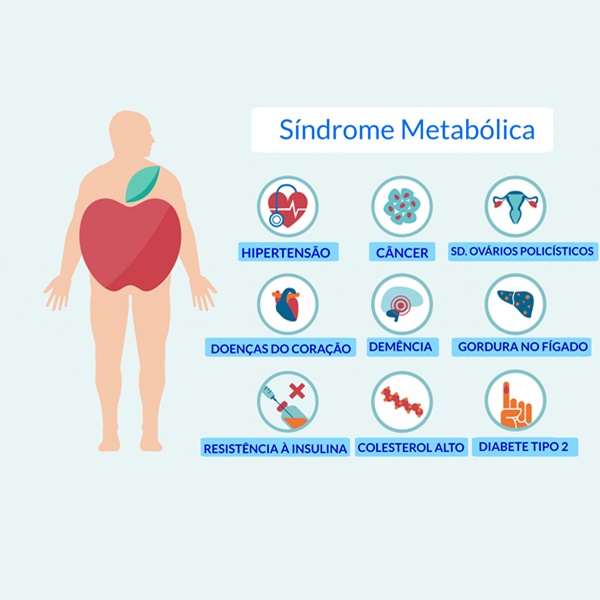 Síndrome Metabólica
HIPERTENSÃO
CÂNCER
SD. OVÁRIOS POLICÍSTICOS
DOENÇAS DO CORAÇÃO
DEMÊNCIA
GORDURA NO FÍGADO
RESISTÊNCIA À INSULINA
COLESTEROL ALTO
DIABETE TIPO 2